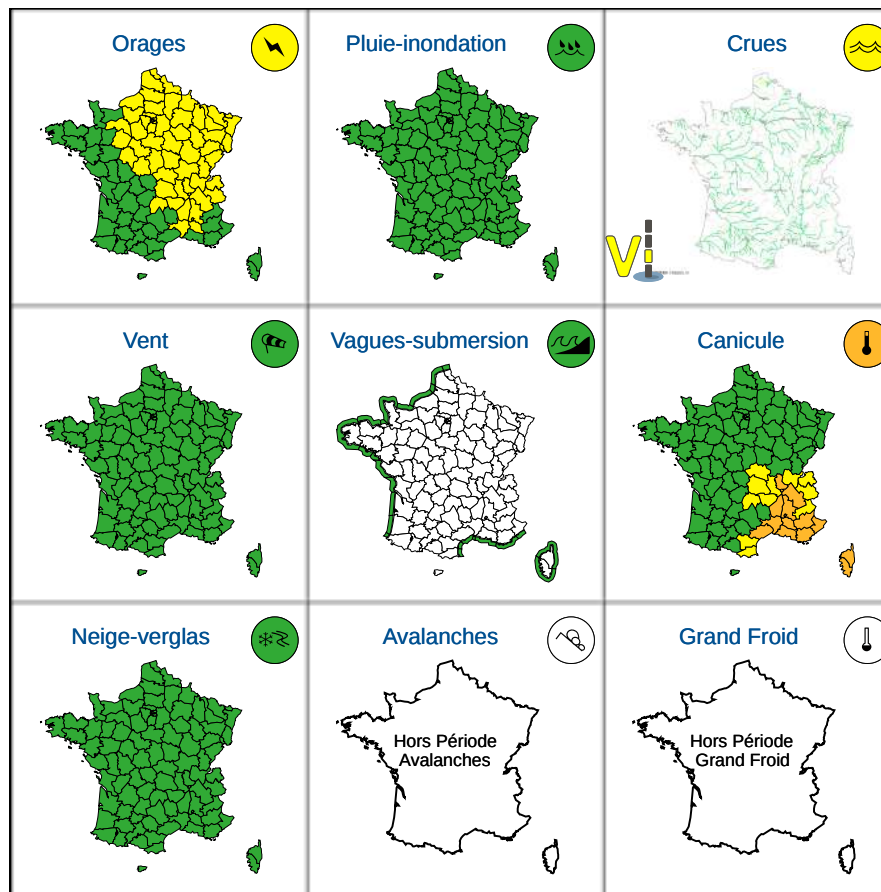 Orages
Pluie-inondation
Crues
Vi
Vent
Vagues-submersion
Canicule
Neige-verglas
Avalanches
Grand Froid
Hors Période
Avalanches
Hors Période
Grand Froid